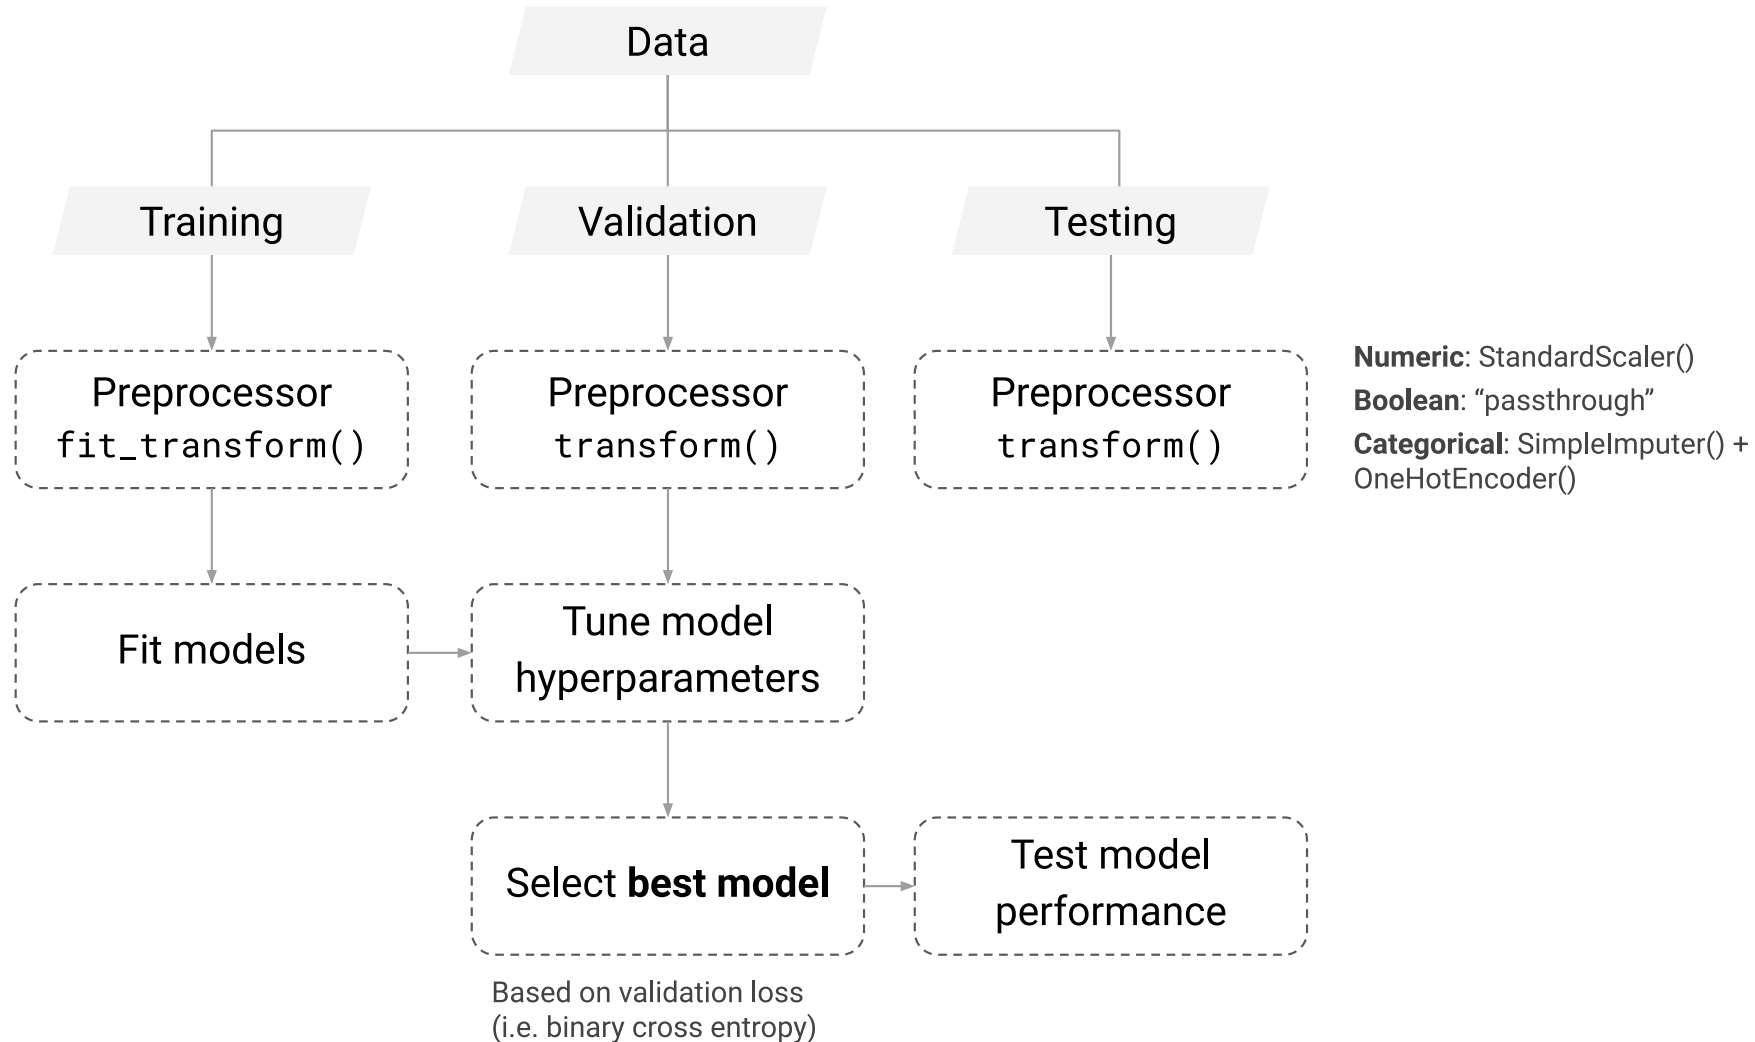 Data
Training
Validation
Testing
Preprocessor
fit_transform()
Preprocessor
transform()
Preprocessor
transform()
Numeric: StandardScaler()
Boolean: “passthrough”
Categorical: SimpleImputer() +
OneHotEncoder()
Fit models
Tune model
hyperparameters
Select best model
Test model
performance
Based on validation loss
(i.e. binary cross entropy)